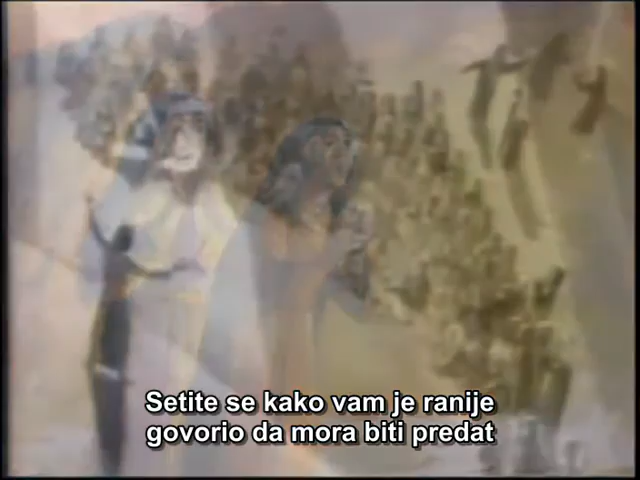 Setite se kako vam je ranije
govorio da mora biti predat